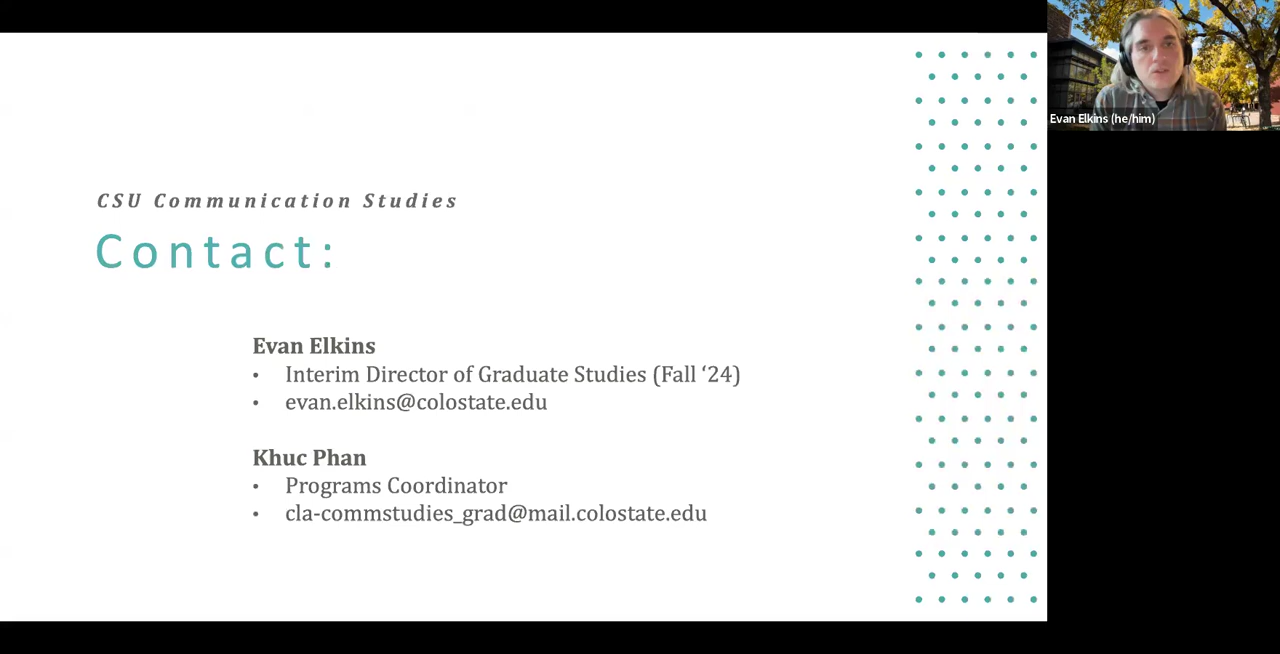 CSU Communication Studies
Contact:
Evan Elkins
• Interim Director of Graduate Studies (Fall ‘24)
• evan.elkins@colostate.edu
Khuc Phan
• Programs Coordinator
• cla-commstudies_grad@mail.colostate.edu
Evan Elkins (he/him)